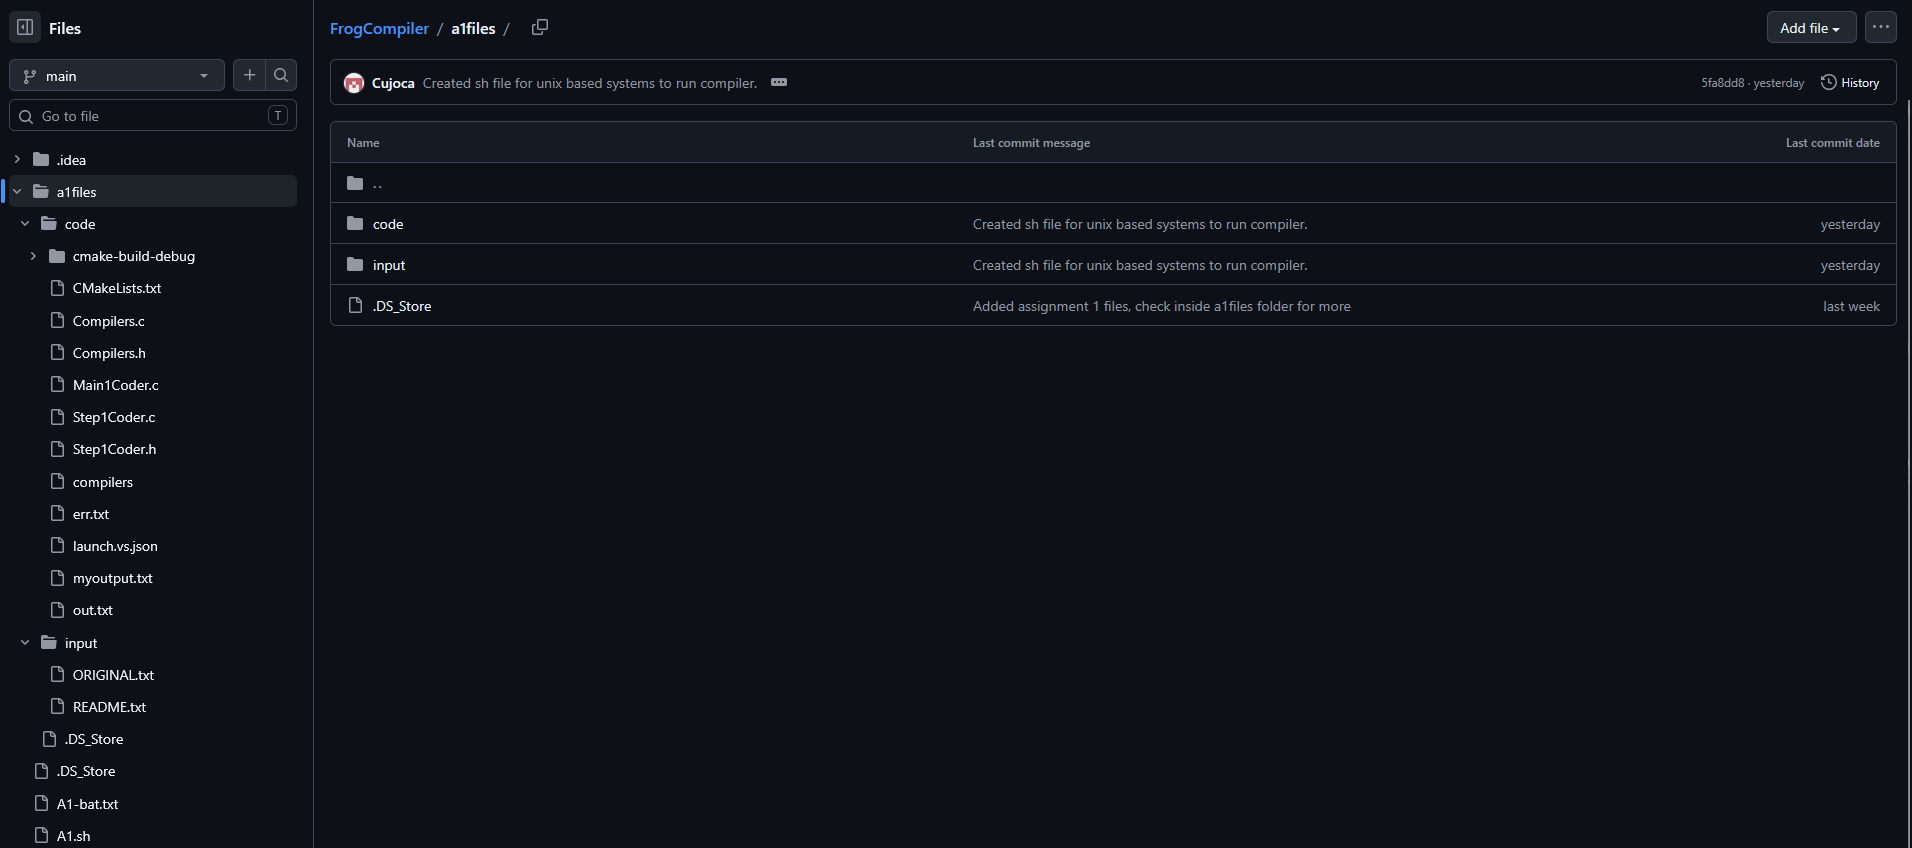 Files
main
Go to file
T
.idea
a1files
code
cmake-build-debug
CMakeLists.txt
Compilers.c
Compilers.h
Main1Coder.c
Step1Coder.c
Step1Coder.h
compilers
err.txt
launch.vs.json
myoutput.txt
out.txt
input
ORIGINAL.txt
README.txt
.DS_Store
.DS_Store
A1-bat.txt
A1.sh
FrogCompiler / a1files /
Add file
Cujoca Created sh file for unix based systems to run compiler.
5fa8dd8 · yesterday
History
Name Last commit message Last commit date
..
code Created sh file for unix based systems to run compiler. yesterday
input Created sh file for unix based systems to run compiler. yesterday
.DS_Store Added assignment 1 files, check inside a1files folder for more last week